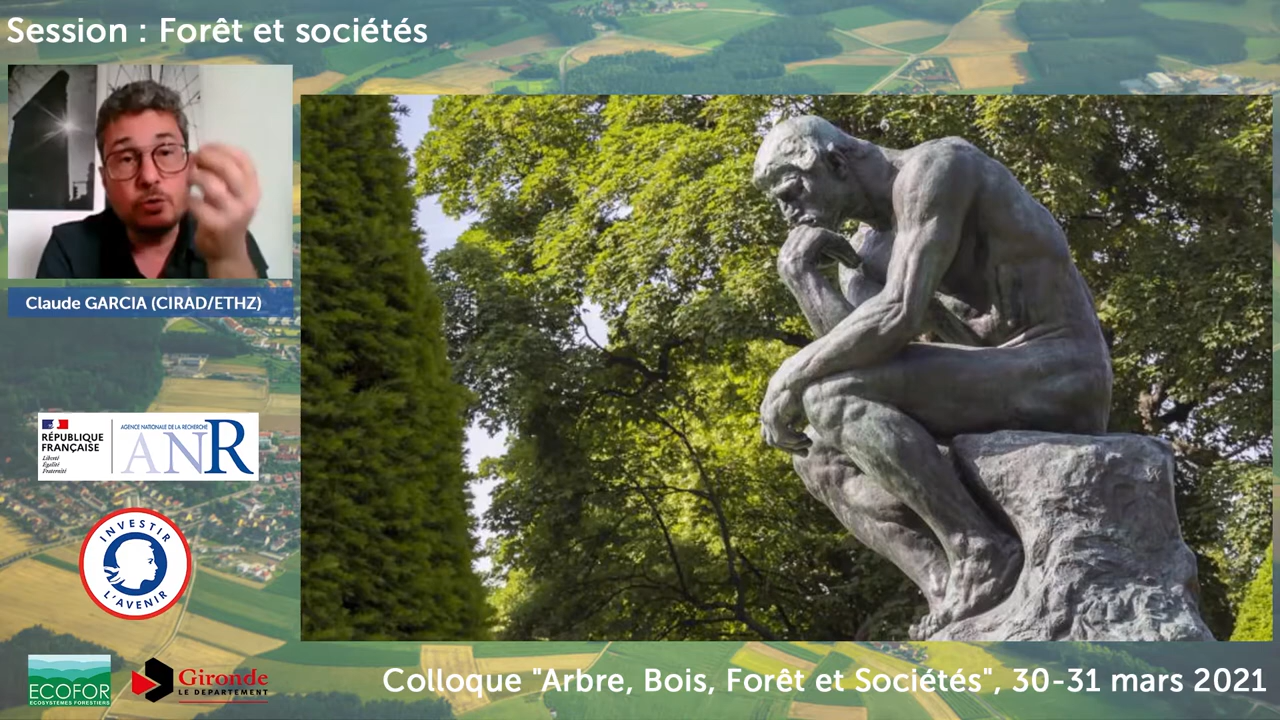 Session : Forêt et sociétés
Claude GARCIA (CIRAD/ETHZ)
RÉPUBLIQUE
FRANÇAISE
Liberté
Égalité
Fraternité
AGENCE NATIONALE DE LA RECHERCHE
ANR
INVESTIR
L'AVENIR
ECOFOR
ECOSYSTÈMES FORESTIERS
Gironde
LE DÉPARTEMENT
Colloque "Arbre, Bois, Forêt et Sociétés", 30-31 mars 2021